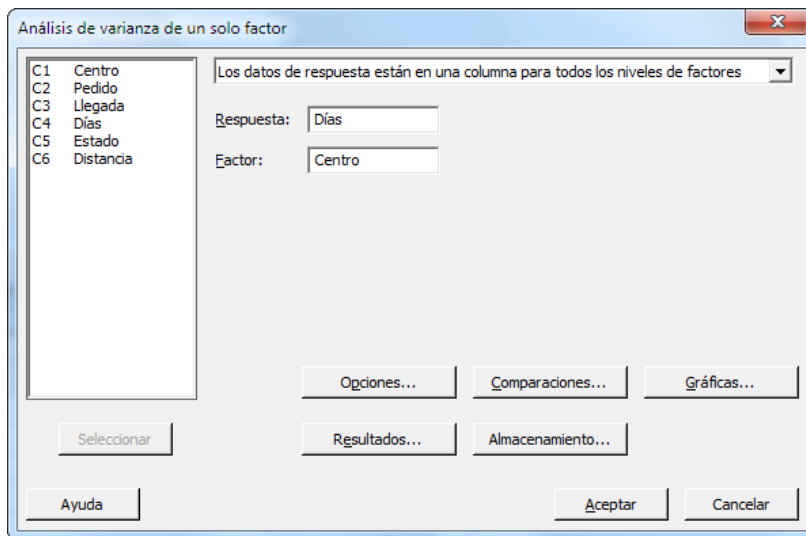 Análisis de varianza de un solo factor
C1 Centro
C2 Pedido
C3 Llegada
C4 Días
C5 Estado
C6 Distancia
Los datos de respuesta están en una columna para todos los niveles de factores
Respuesta: Días
Factor: Centro
Opciones... Comparaciones... Gráficas...
Seleccionar Resultados... Almacenamiento...
Ayuda Aceptar Cancelar